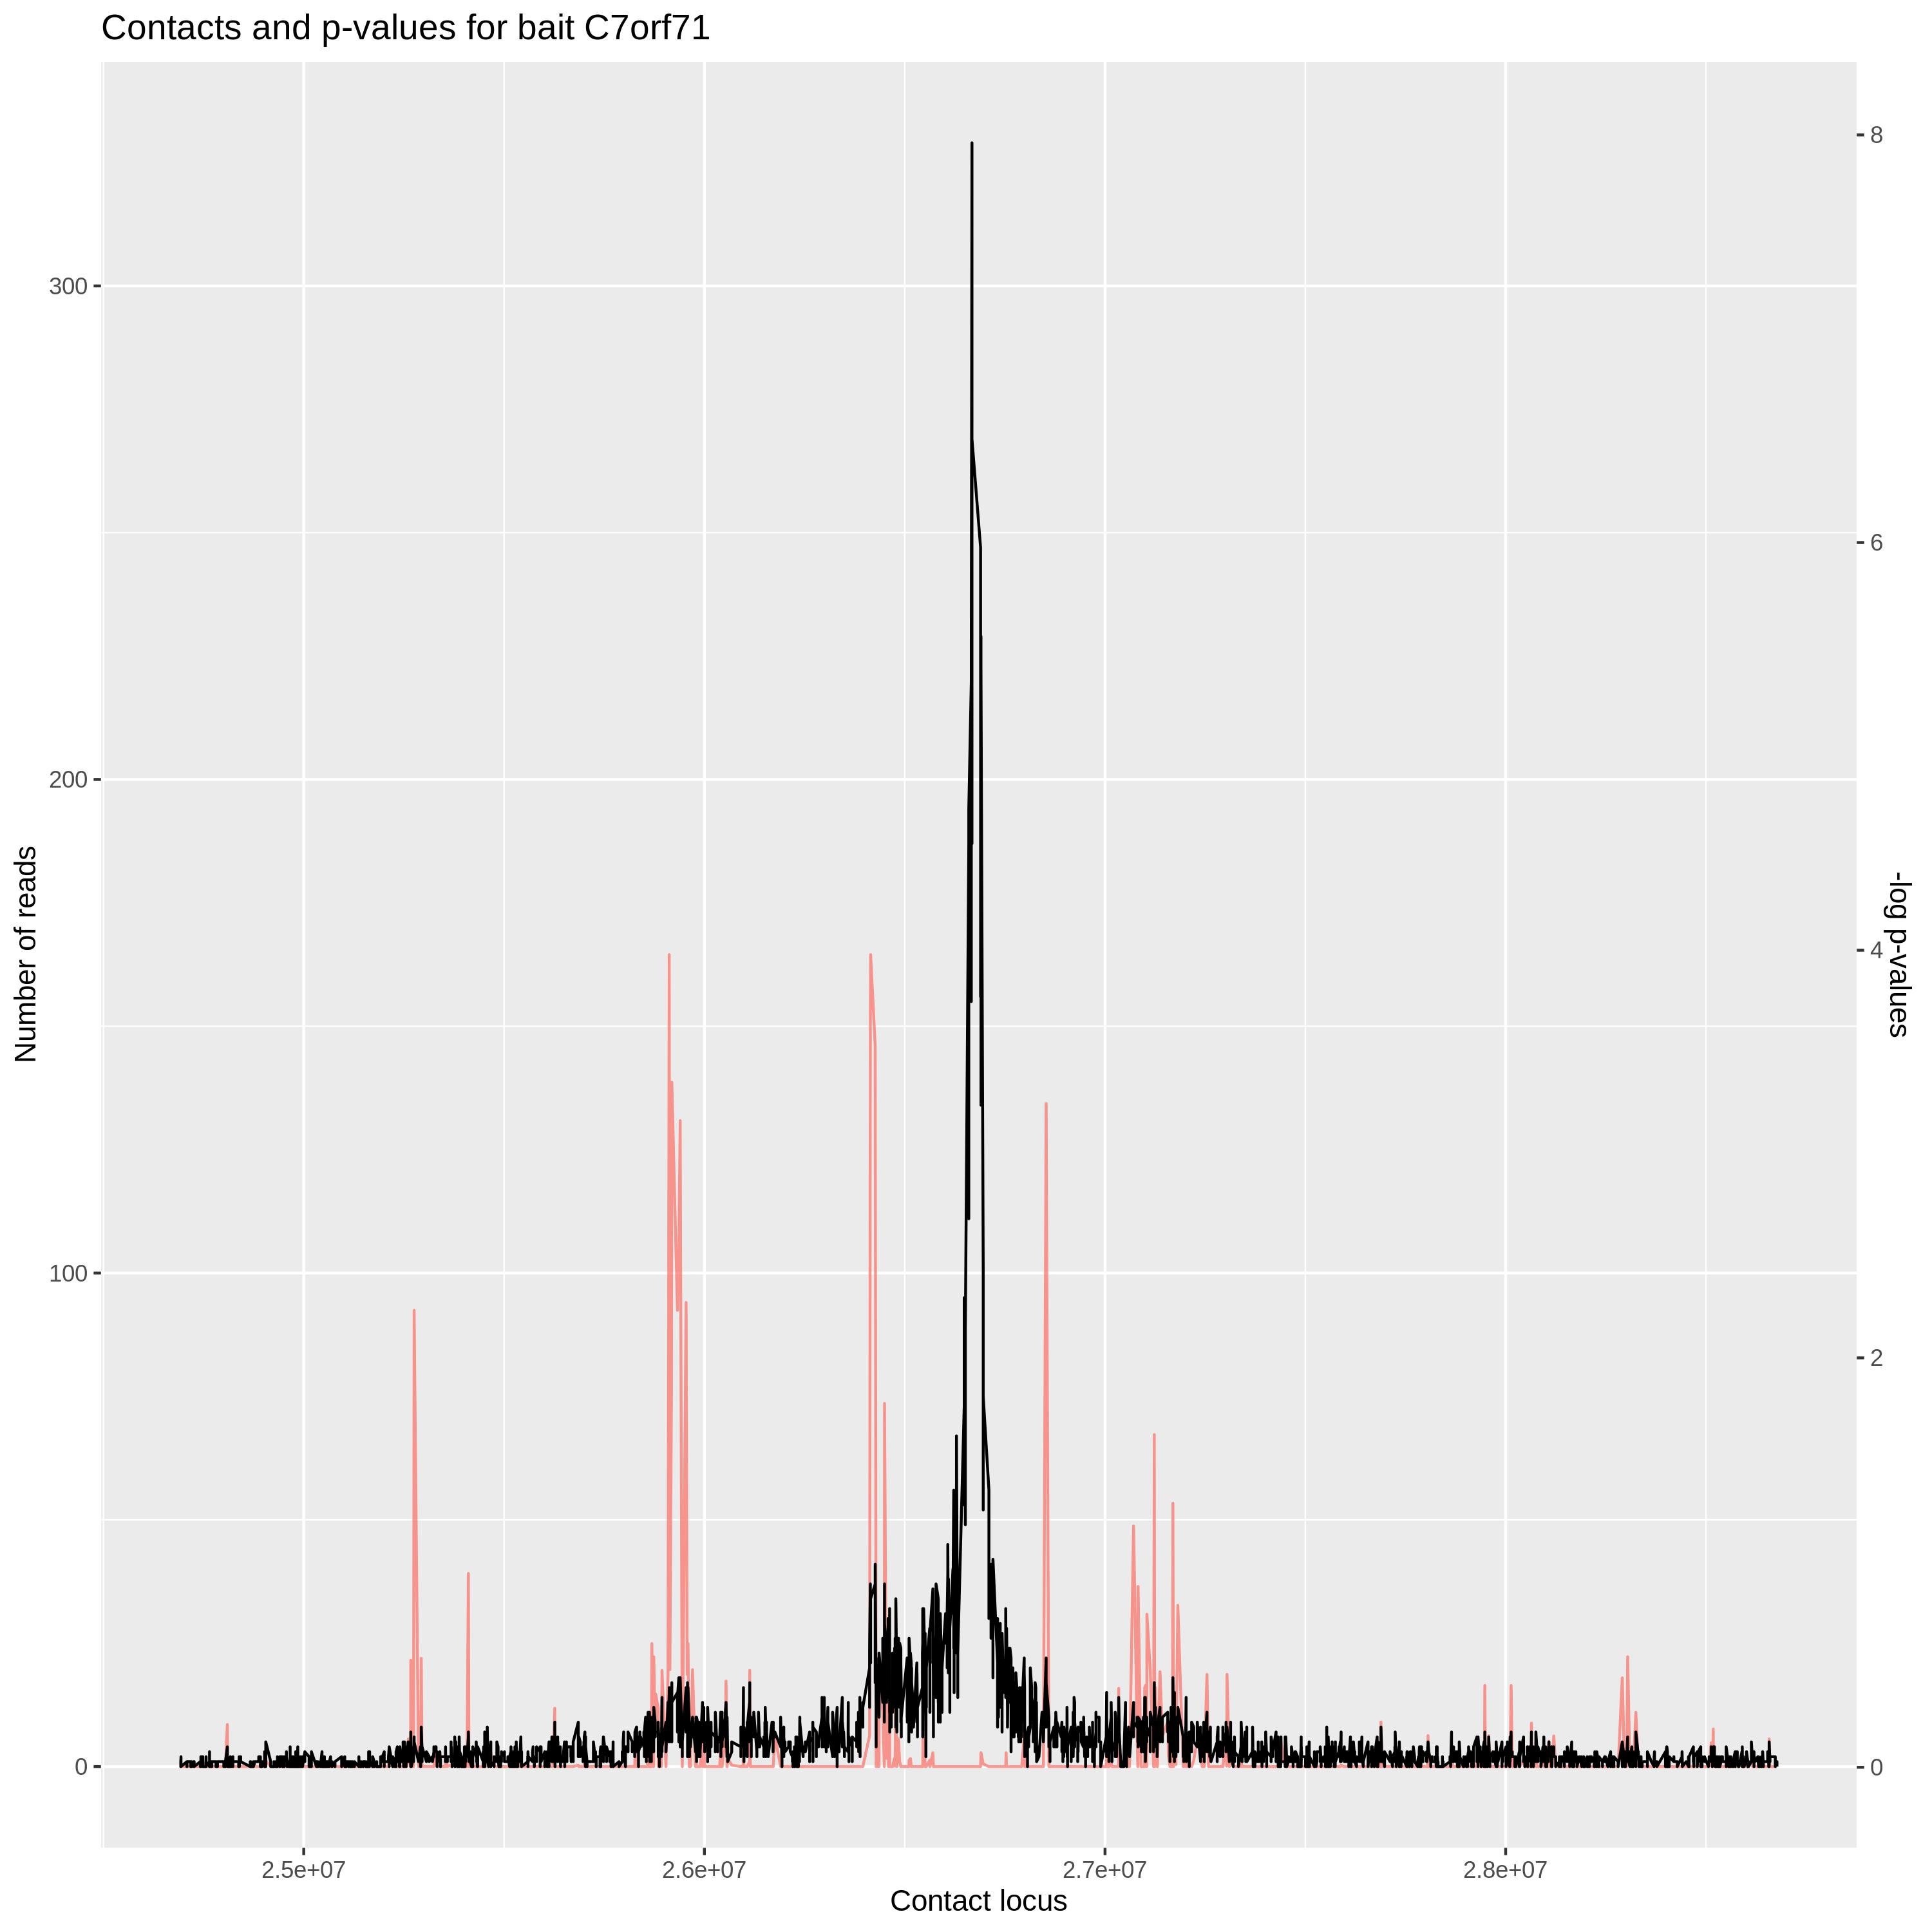 Contacts and p-values for bait C7orf71
Number of reads
300
200
100
0
8
6
4
2
0
-log p-values
2.5e+07
2.6e+07
2.7e+07
2.8e+07
Contact locus